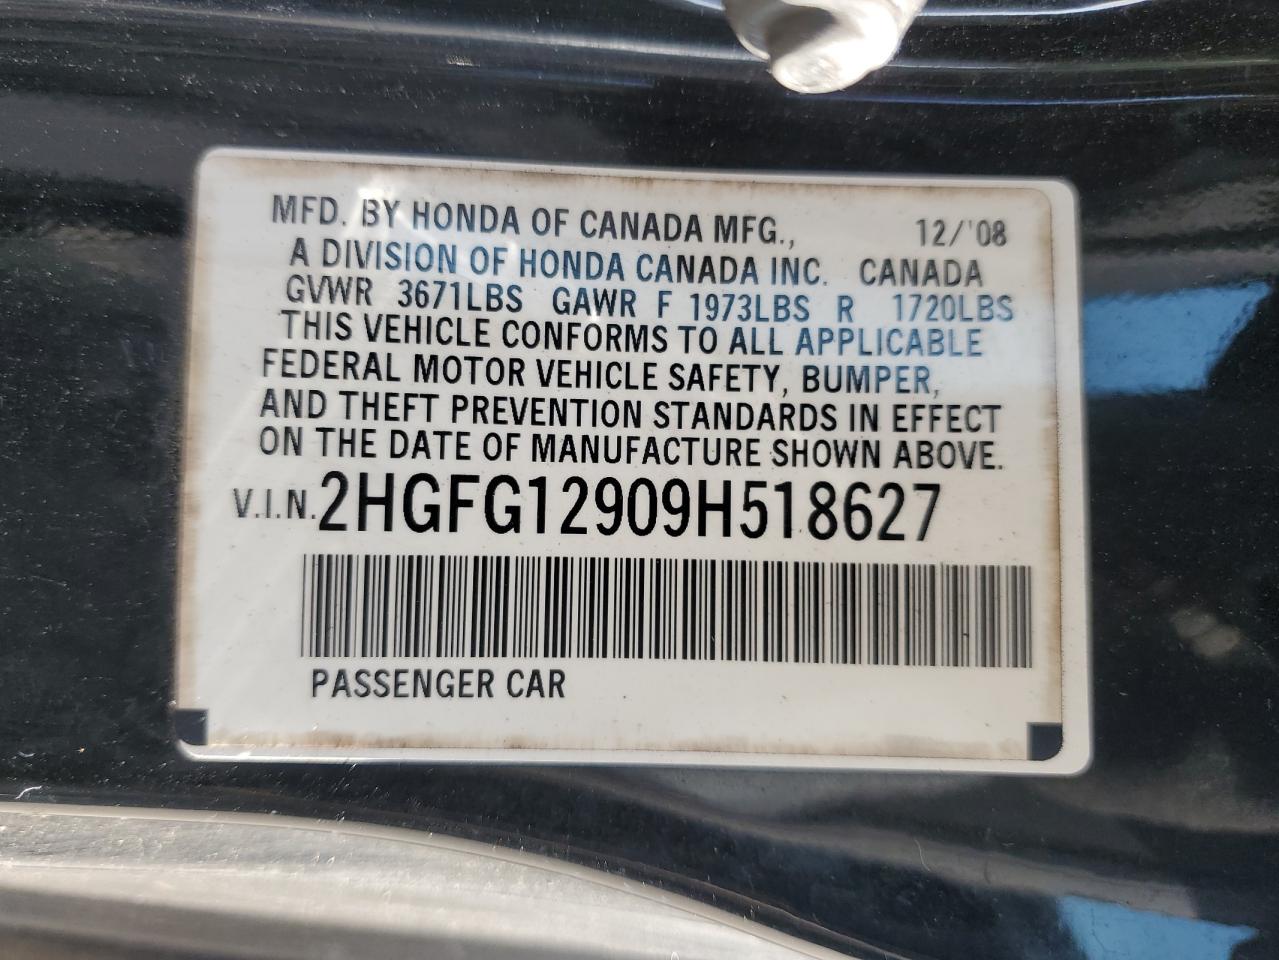 MFD. BY HONDA OF CANADA MFG., 12/'08
A DIVISION OF HONDA CANADA INC. CANADA
GVWR 3671LBS GAWR F 1973LBS R 1720LBS
THIS VEHICLE CONFORMS TO ALL APPLICABLE
FEDERAL MOTOR VEHICLE SAFETY, BUMPER,
AND THEFT PREVENTION STANDARDS IN EFFECT
ON THE DATE OF MANUFACTURE SHOWN ABOVE.
V.I.N. 2HGFG12909H518627
PASSENGER CAR